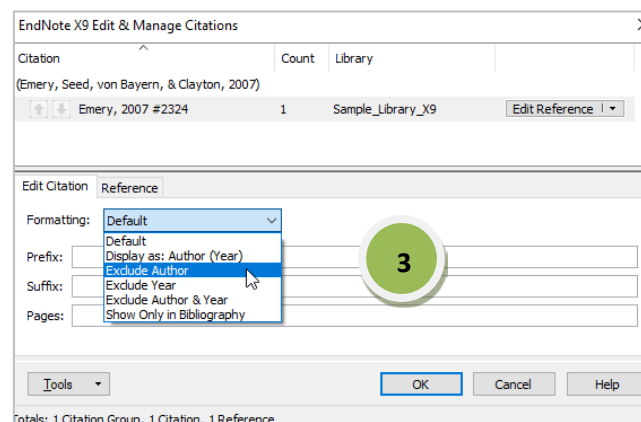 EndNote X9 Edit & Manage Citations
Citation Count Library
(Emery, Seed, von Bayern, & Clayton, 2007)
Emery, 2007 #2324 1 Sample_Library_X9 Edit Reference
Edit Citation Reference
Formatting: Default
Default
Display as: Author (Year)
Prefix:
Exclude Author
3
Suffix:
Exclude Year
Exclude Author & Year
Pages:
Show Only in Bibliography
Tools OK Cancel Help
Totals: 1 Citation Group, 1 Citation, 1 Reference